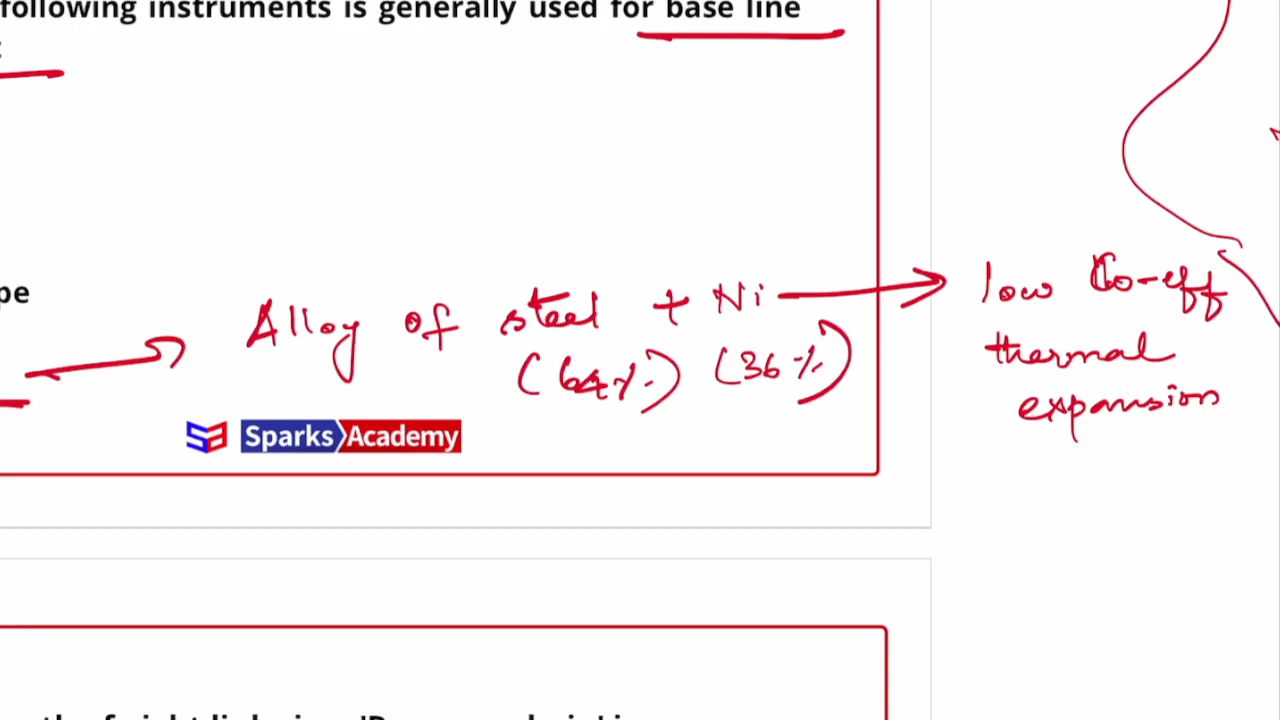 following instruments is generally used for base line
:
pe
Alloy of steel + Ni
(64%) (36%)
low Co-eff
thermal
expansion
Sparks Academy